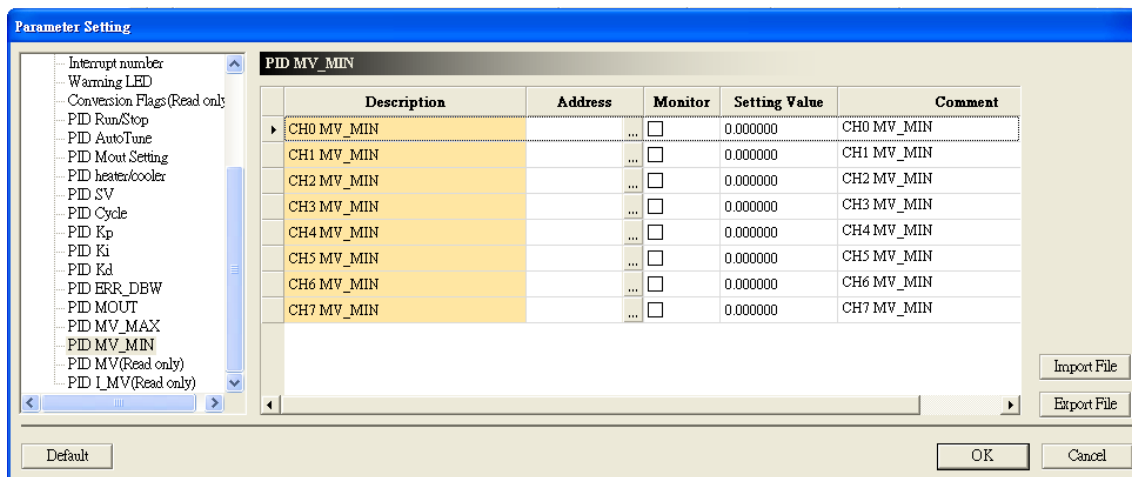 Parameter Setting
Interrupt number
Warning LED
Conversion Flags(Read only
PID Run/Stop
PID AutoTune
PID Mout Setting
PID heater/cooler
PID SV
PID Cycle
PID Kp
PID Ki
PID Kd
PID ERR_DBW
PID MOUT
PID MV_MAX
PID MV_MIN
PID MV(Read only)
PID I_MV(Read only)
PID MV_MIN
Description Address Monitor Setting Value Comment
CH0 MV_MIN ... 0.000000 CH0 MV_MIN
CH1 MV_MIN ... 0.000000 CH1 MV_MIN
CH2 MV_MIN ... 0.000000 CH2 MV_MIN
CH3 MV_MIN ... 0.000000 CH3 MV_MIN
CH4 MV_MIN ... 0.000000 CH4 MV_MIN
CH5 MV_MIN ... 0.000000 CH5 MV_MIN
CH6 MV_MIN ... 0.000000 CH6 MV_MIN
CH7 MV_MIN ... 0.000000 CH7 MV_MIN
Import File
Export File
Default OK Cancel